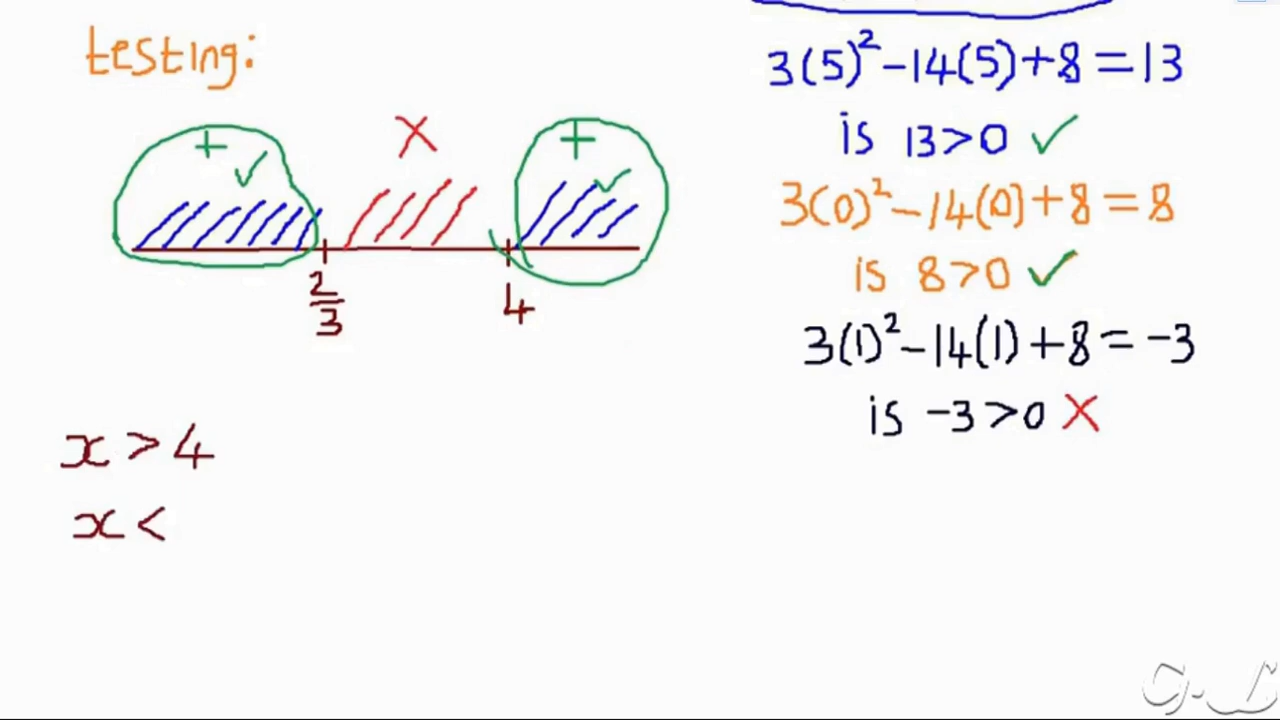 testing:
+ ✓ X + ✓
2/3 4
x > 4
x <
3(5)² - 14(5) + 8 = 13
is 13 > 0 ✓
3(0)² - 14(0) + 8 = 8
is 8 > 0 ✓
3(1)² - 14(1) + 8 = -3
is -3 > 0 X